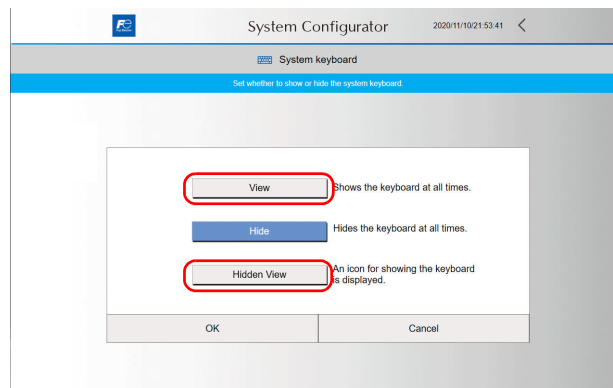 System Configurator
2020/11/10/21:53:41
System keyboard
Set whether to show or hide the system keyboard.
View
Shows the keyboard at all times.
Hide
Hides the keyboard at all times.
Hidden View
An icon for showing the keyboard
is displayed.
OK
Cancel